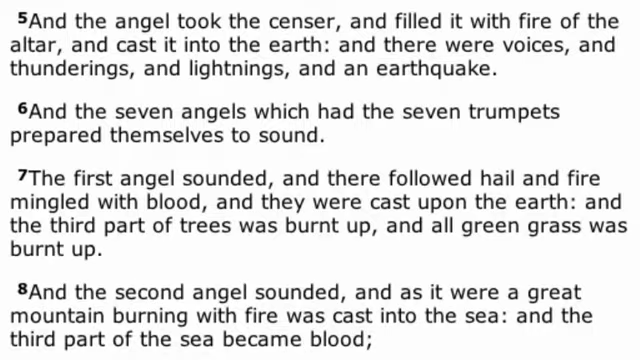 5And the angel took the censer, and filled it with fire of the
altar, and cast it into the earth: and there were voices, and
thunderings, and lightnings, and an earthquake.
6And the seven angels which had the seven trumpets
prepared themselves to sound.
7The first angel sounded, and there followed hail and fire
mingled with blood, and they were cast upon the earth: and
the third part of trees was burnt up, and all green grass was
burnt up.
8And the second angel sounded, and as it were a great
mountain burning with fire was cast into the sea: and the
third part of the sea became blood;